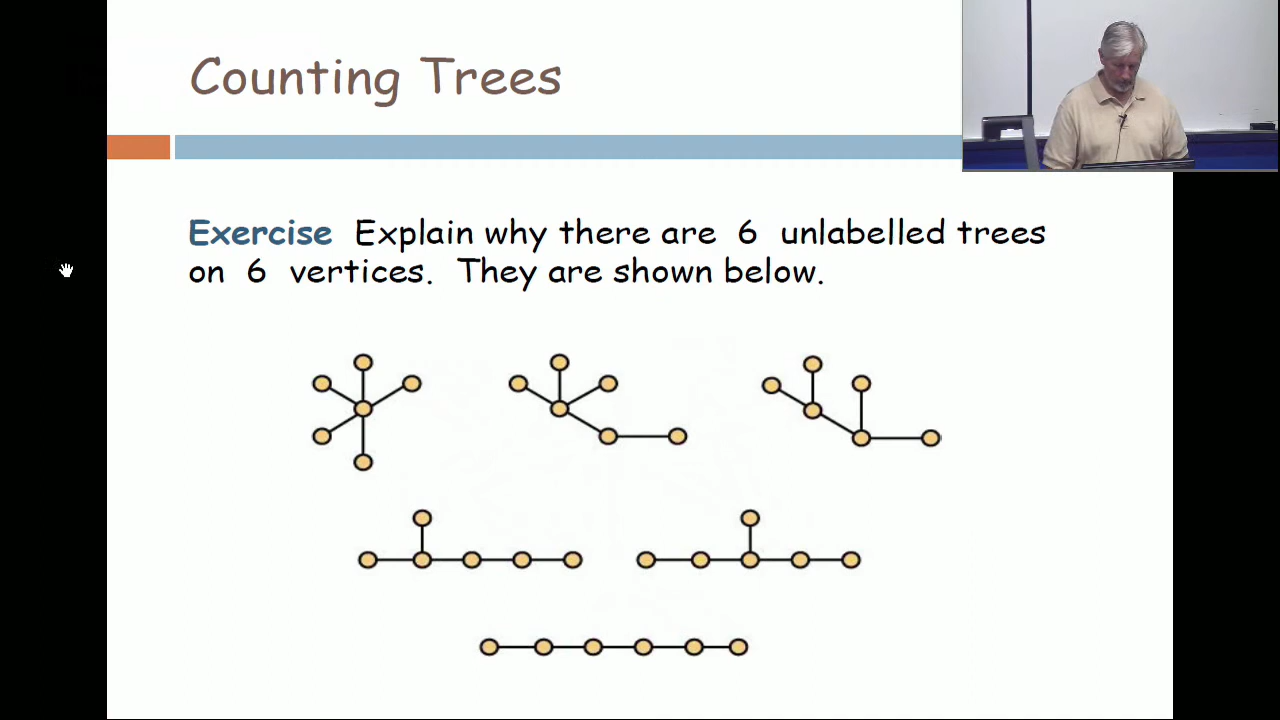 Counting Trees
Exercise Explain why there are 6 unlabelled trees
on 6 vertices. They are shown below.